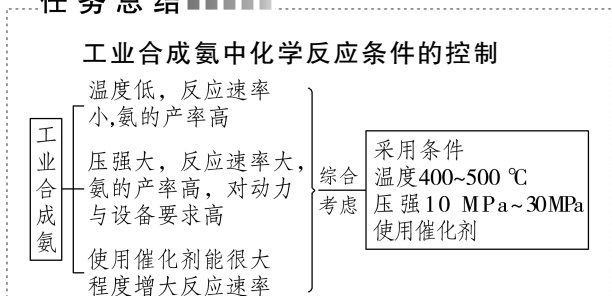 任务总结
工业合成氨中化学反应条件的控制
工业合成氨
温度低，反应速率
小,氨的产率高
压强大，反应速率大，
氨的产率高，对动力
与设备要求高
使用催化剂能很大
程度增大反应速率
综合
考虑
采用条件
温度400~500 ℃
压强10 MPa~30MPa
使用催化剂